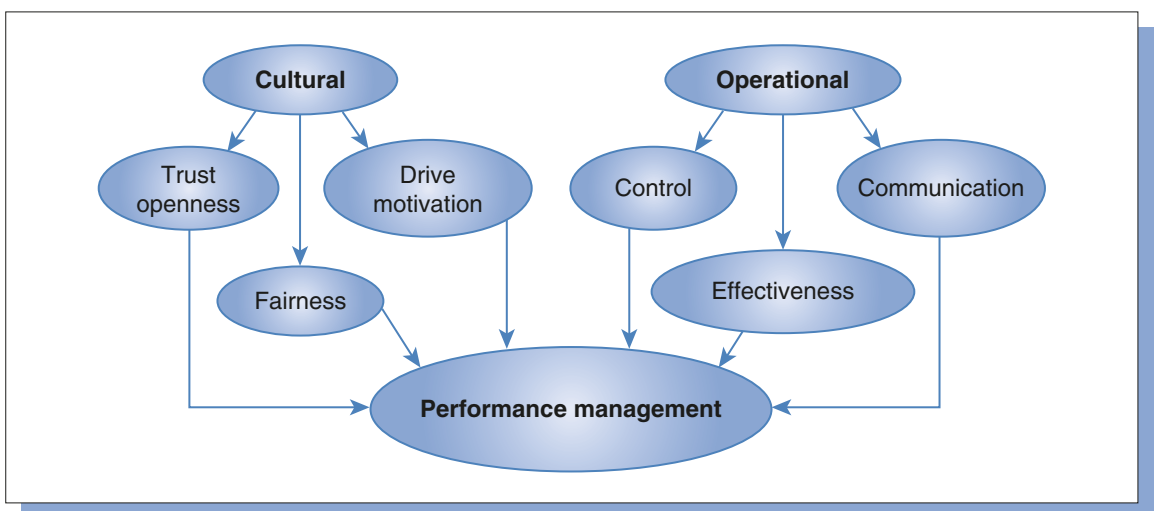 Cultural
Operational
Trust
openness
Drive
motivation
Control
Communication
Fairness
Effectiveness
Performance management